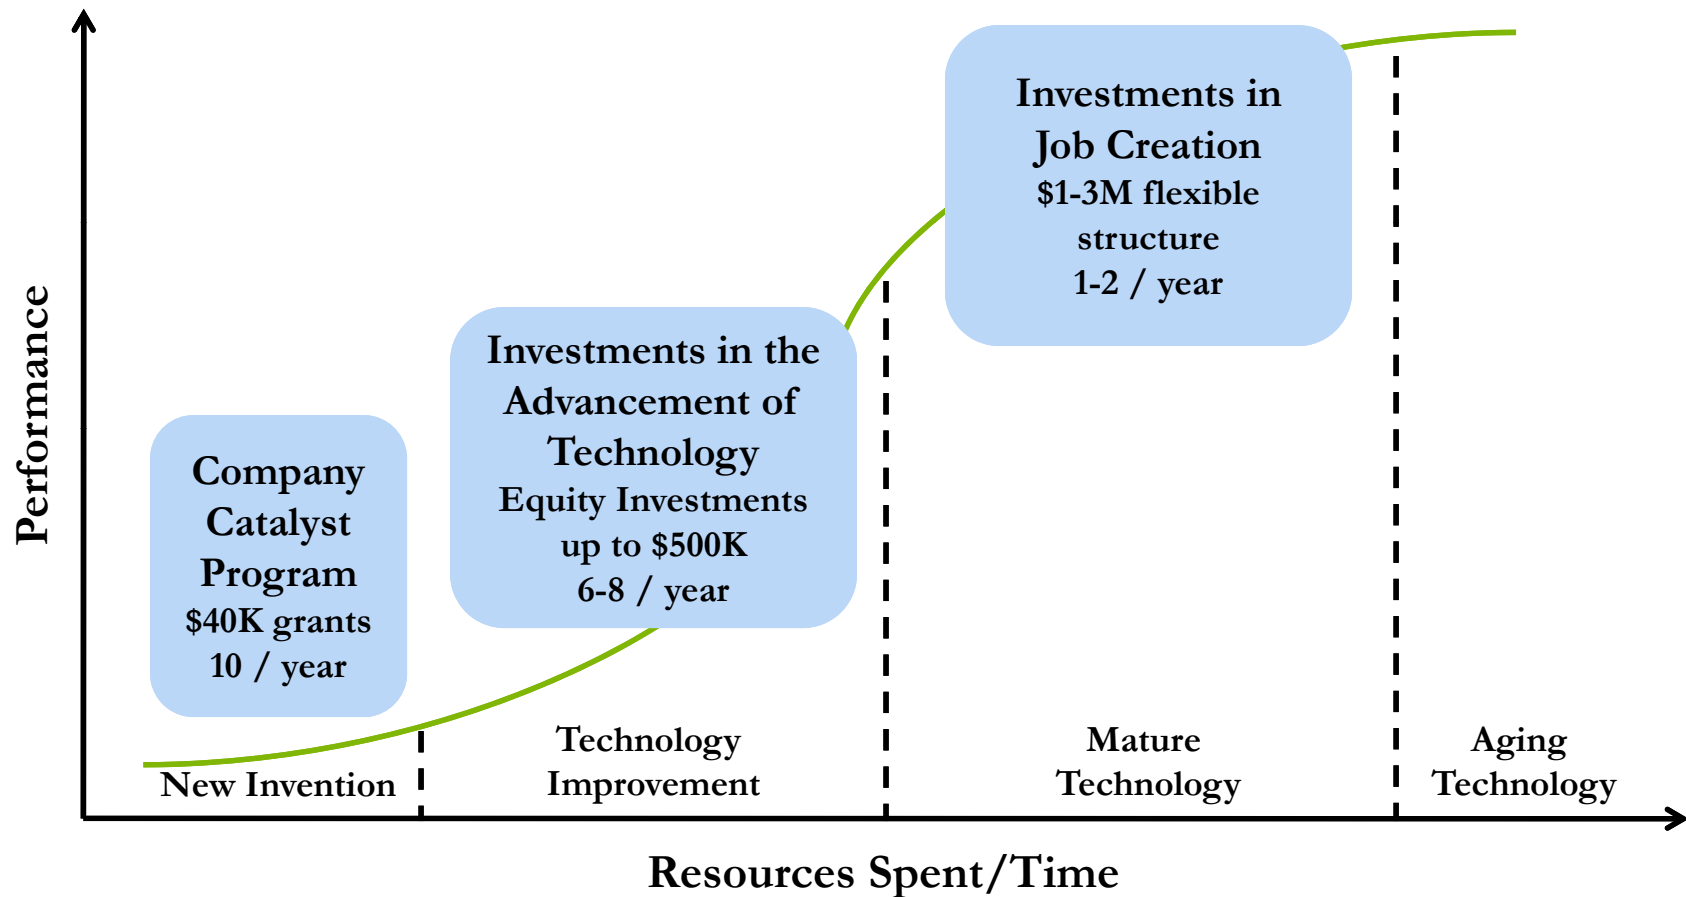 Performance
Company
Catalyst
Program
$40K grants
10 / year
Investments in the
Advancement of
Technology
Equity Investments
up to $500K
6-8 / year
Investments in
Job Creation
$1-3M flexible
structure
1-2 / year
New Invention
Technology
Improvement
Mature
Technology
Aging
Technology
Resources Spent/Time